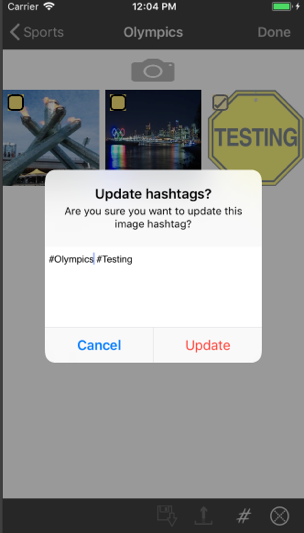 Carrier 12:04 PM
Sports Olympics Done
TESTING
Update hashtags?
Are you sure you want to update this
image hashtag?
#Olympics #Testing
Cancel Update
#